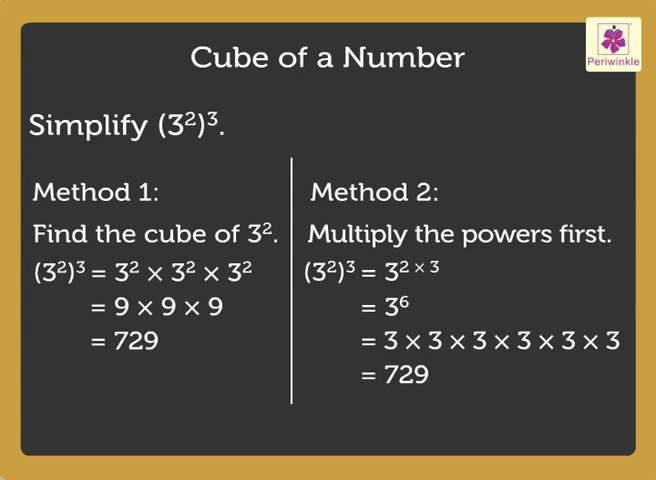 Cube of a Number
Periwinkle
Simplify (3²)³.
Method 1:
Find the cube of 3².
(3²)³ = 3² × 3² × 3²
= 9 × 9 × 9
= 729
Method 2:
Multiply the powers first.
(3²)³ = 3² ˣ ³
= 3⁶
= 3 × 3 × 3 × 3 × 3 × 3
= 729